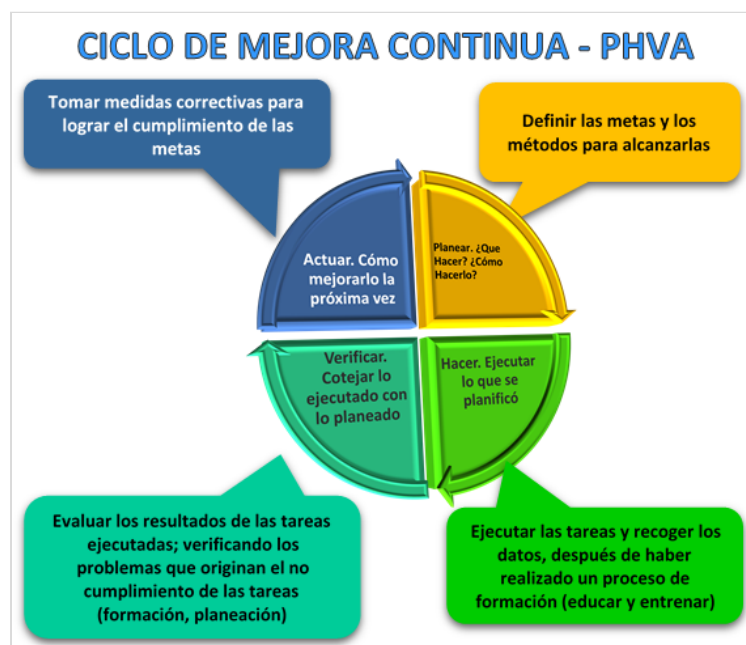 CICLO DE MEJORA CONTINUA - PHVA
Tomar medidas correctivas para
lograr el cumplimiento de las
metas
Definir las metas y los
métodos para alcanzarlas
Actuar. Cómo
mejorarlo la
próxima vez
Planear. ¿Que
Hacer? ¿Cómo
Hacerlo?
Verificar.
Cotejar lo
ejecutado con
lo planeado
Hacer. Ejecutar
lo que se
planificó
Evaluar los resultados de las tareas
ejecutadas; verificando los
problemas que originan el no
cumplimiento de las tareas
(formación, planeación)
Ejecutar las tareas y recoger los
datos, después de haber
realizado un proceso de
formación (educar y entrenar)